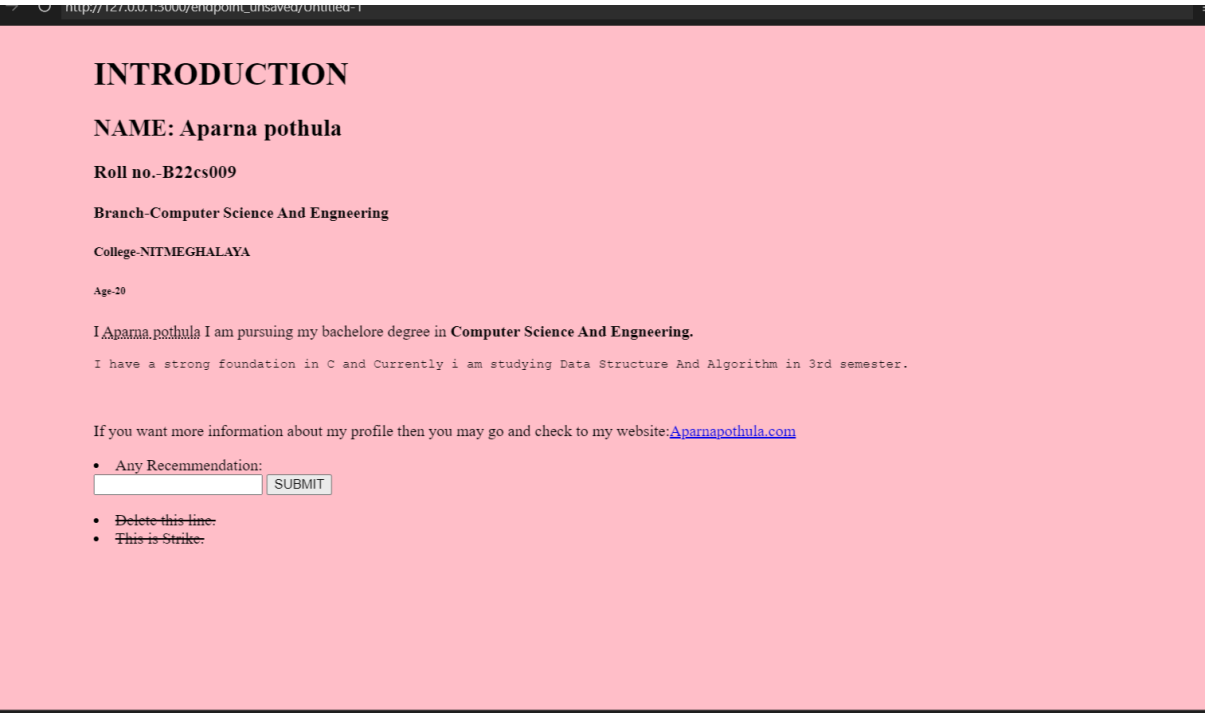 http://127.0.0.1:3000/endpoint_unsaved/Untitled-1
INTRODUCTION
NAME: Aparna pothula
Roll no.-B22cs009
Branch-Computer Science And Engneering
College-NITMEGHALAYA
Age-20
I Aparna pothula I am pursuing my bachelore degree in Computer Science And Engneering.
I have a strong foundation in C and Currently i am studying Data Structure And Algorithm in 3rd semester.
If you want more information about my profile then you may go and check to my website:Aparnapothula.com
• Any Recemmendation:
SUBMIT
• Delete this line.
• This is Strike.